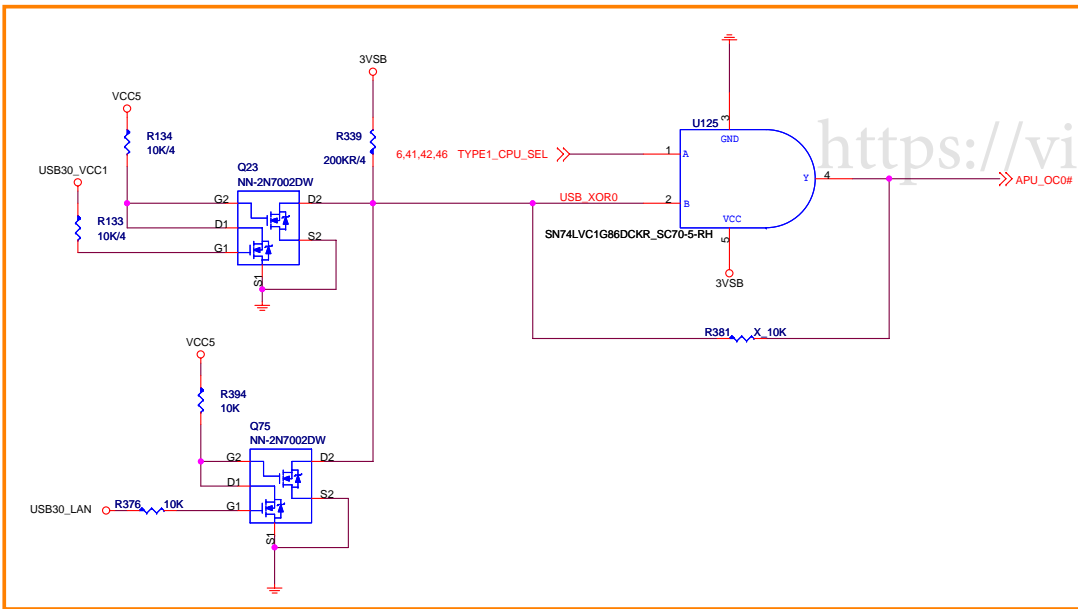 3VSB
VCC5
R134
10K/4
R339
200KR/4
USB30_VCC1
R133
10K/4
Q23
NN-2N7002DW
G2
D1
G1
D2
S2
S1
6,41,42,46 TYPE1_CPU_SEL
USB_XOR0
U125
3
GND
1
A
2
B
Y
4
VCC
5
SN74LVC1G86DCKR_SC70-5-RH
3VSB
APU_OC0#
https://vi
R381
X_10K
VCC5
R394
10K
Q75
NN-2N7002DW
G2
D1
G1
D2
S2
S1
USB30_LAN
R376
10K